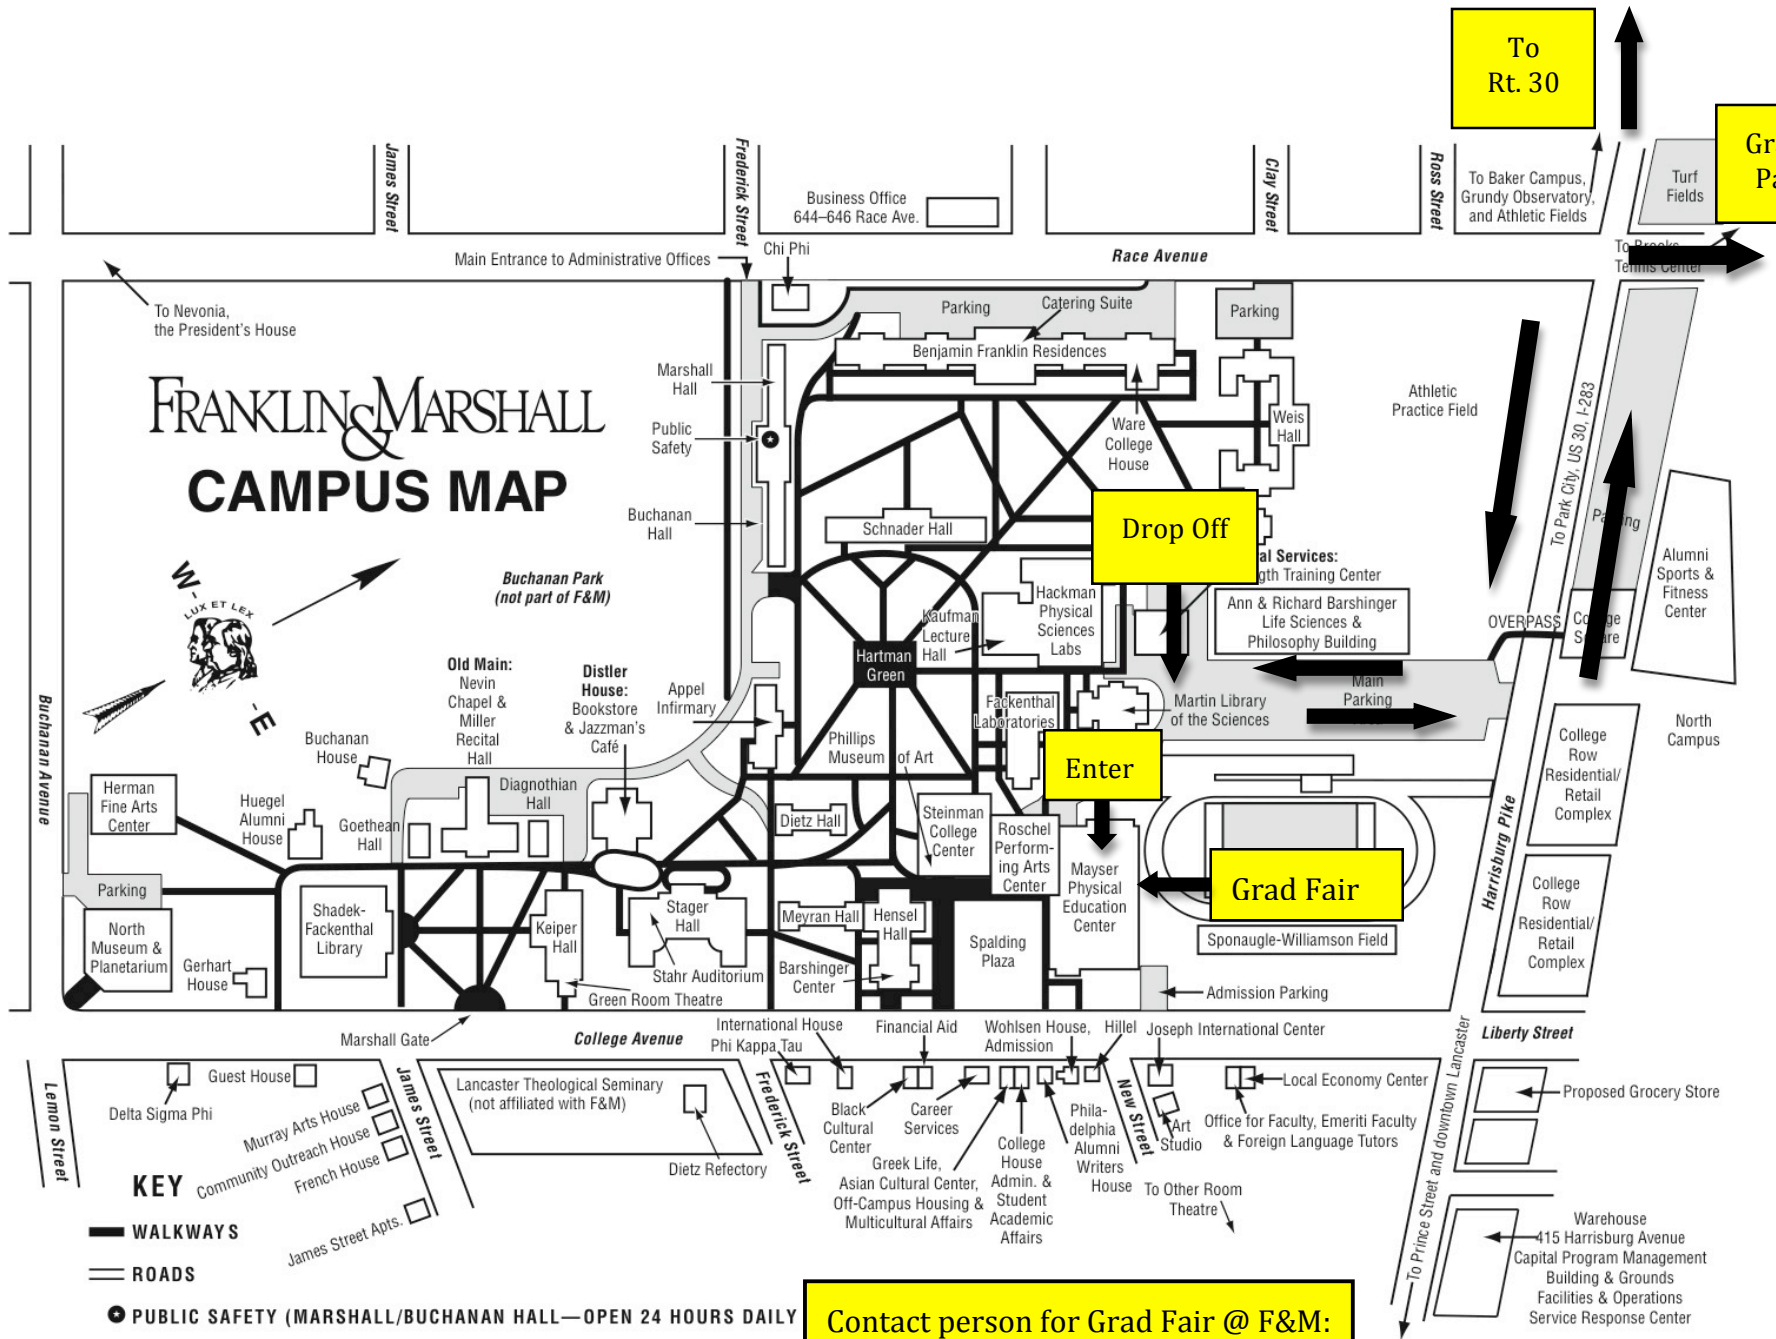 To
Rt. 30
Gr
Pa
James Street
Frederick Street
Business Office
644–646 Race Ave.
Clay Street
Ross Street
To Baker Campus,
Grundy Observatory,
and Athletic Fields
Turf
Fields
Main Entrance to Administrative Offices
Chi Phi
Race Avenue
To Brooks
Tennis Center
To Nevonia,
the President's House
Parking
Catering Suite
Parking
Benjamin Franklin Residences
Marshall
Hall
FRANKLIN & MARSHALL
CAMPUS MAP
Athletic
Practice Field
Public
Safety
Ware
College
House
Weis
Hall
To Park City, US 30, I-283
Buchanan
Hall
Schnader Hall
Drop Off
Parking
W-
-E
LUX ET LEX
Buchanan Park
(not part of F&M)
al Services:
gth Training Center
Alumni
Sports &
Fitness
Center
Hackman
Physical
Sciences
Labs
Ann & Richard Barshinger
Life Sciences &
Philosophy Building
OVERPASS
College
Square
Kaufman
Lecture
Hall
Hartman
Green
Old Main:
Nevin
Chapel &
Miller
Recital
Hall
Distler
House:
Bookstore
& Jazzman's
Café
Appel
Infirmary
Fackenthal
Laboratories
Martin Library
of the Sciences
Main
Parking
North
Campus
Buchanan Avenue
Buchanan
House
Phillips
Museum of Art
Enter
College
Row
Residential/
Retail
Complex
Herman
Fine Arts
Center
Huegel
Alumni
House
Goethean
Hall
Diagnothian
Hall
Dietz Hall
Steinman
College
Center
Roschel
Perform-
ing Arts
Center
Mayser
Physical
Education
Center
Grad Fair
Harrisburg Pike
College
Row
Residential/
Retail
Complex
Parking
North
Museum &
Planetarium
Gerhart
House
Shadek-
Fackenthal
Library
Keiper
Hall
Stager
Hall
Meyran Hall
Hensel
Hall
Spalding
Plaza
Sponaugle-Williamson Field
Stahr Auditorium
Green Room Theatre
Barshinger
Center
Admission Parking
Marshall Gate
College Avenue
International House
Phi Kappa Tau
Financial Aid
Wohlsen House,
Admission
Hillel
Joseph International Center
Liberty Street
Lemon Street
Delta Sigma Phi
Guest House
James Street
Lancaster Theological Seminary
(not affiliated with F&M)
Dietz Refectory
Frederick Street
Black
Cultural
Center
Career
Services
Greek Life,
Asian Cultural Center,
Off-Campus Housing &
Multicultural Affairs
College
House
Admin. &
Student
Academic
Affairs
Phila-
delphia
Alumni
Writers
House
New Street
Art
Studio
Local Economy Center
Office for Faculty, Emeriti Faculty
& Foreign Language Tutors
To Other Room
Theatre
To Prince Street and downtown Lancaster
Proposed Grocery Store
Murray Arts House
Community Outreach House
French House
James Street Apts.
Warehouse
415 Harrisburg Avenue
Capital Program Management
Building & Grounds
Facilities & Operations
Service Response Center
KEY
WALKWAYS
ROADS
PUBLIC SAFETY (MARSHALL/BUCHANAN HALL—OPEN 24 HOURS DAILY
Contact person for Grad Fair @ F&M: